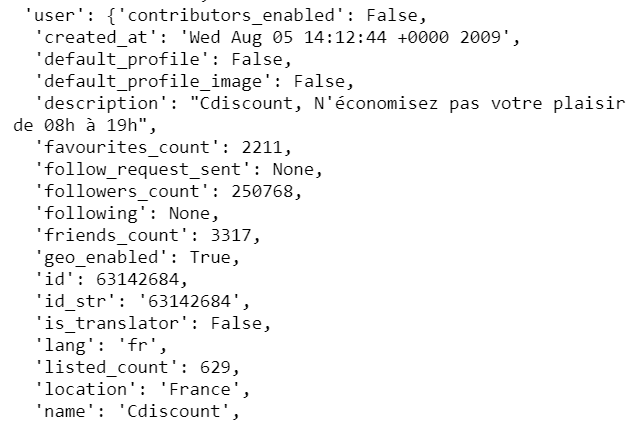 'user': {'contributors_enabled': False,
'created_at': 'Wed Aug 05 14:12:44 +0000 2009',
'default_profile': False,
'default_profile_image': False,
'description': "Cdiscount, N'économisez pas votre plaisir
de 08h à 19h",
'favourites_count': 2211,
'follow_request_sent': None,
'followers_count': 250768,
'following': None,
'friends_count': 3317,
'geo_enabled': True,
'id': 63142684,
'id_str': '63142684',
'is_translator': False,
'lang': 'fr',
'listed_count': 629,
'location': 'France',
'name': 'Cdiscount',